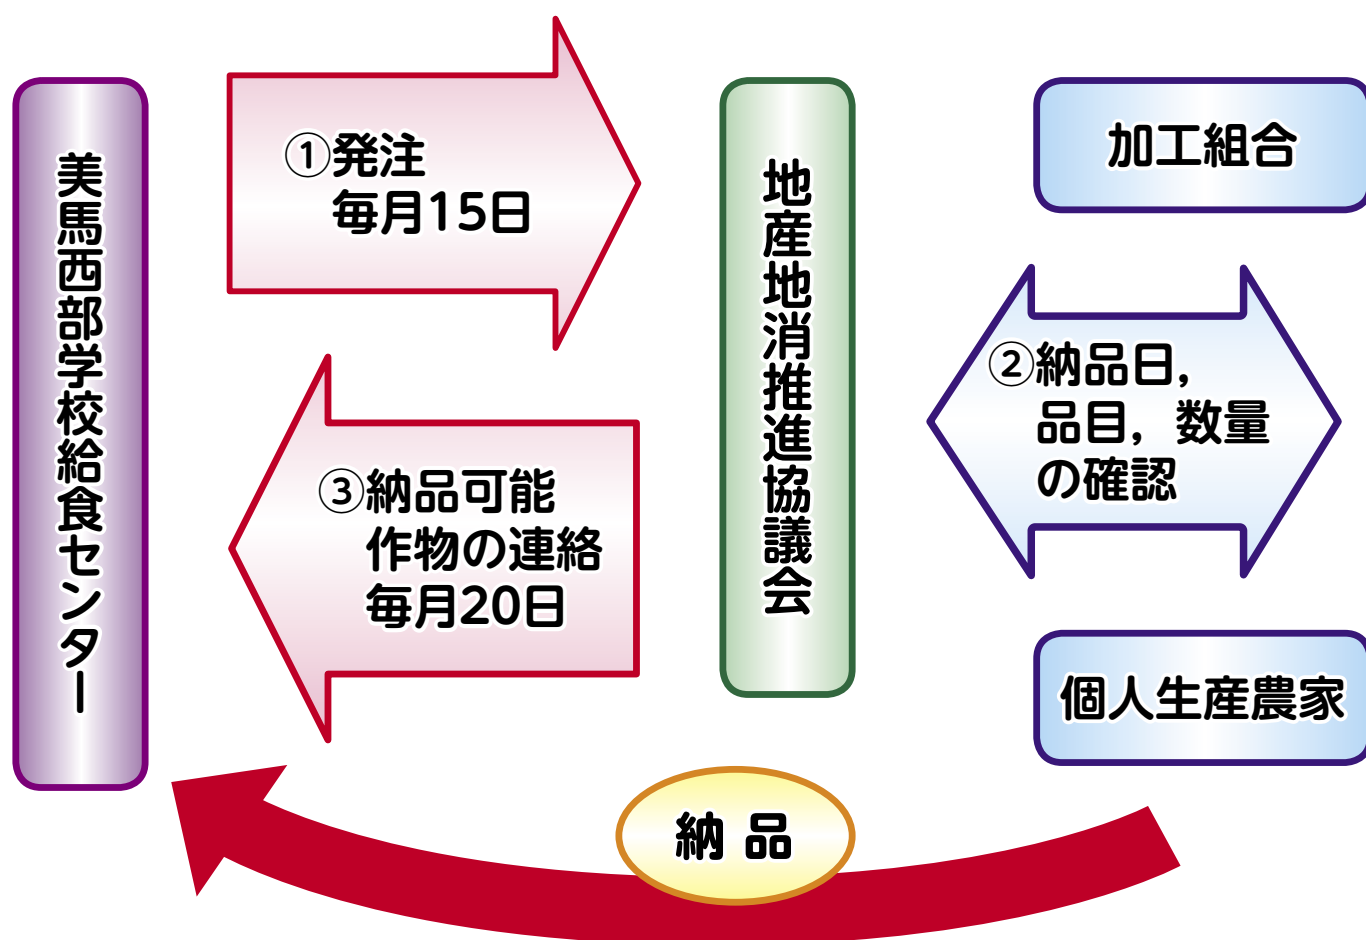 美馬西部学校給食センター
①発注
毎月15日
③納品可能
作物の連絡
毎月20日
地産地消推進協議会
加工組合
②納品日，
品目，数量
の確認
個人生産農家
納品